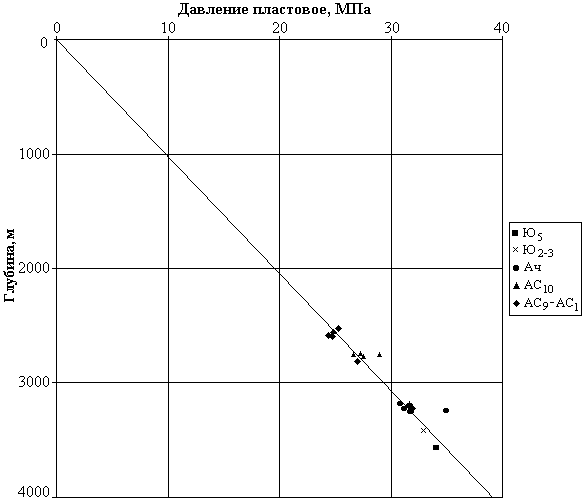 Давление пластовое, МПа
0 10 20 30 40
0
1000
2000
3000
4000
Глубина, м
Ю5
Ю2-3
Ач
АС10
АС9-АС1